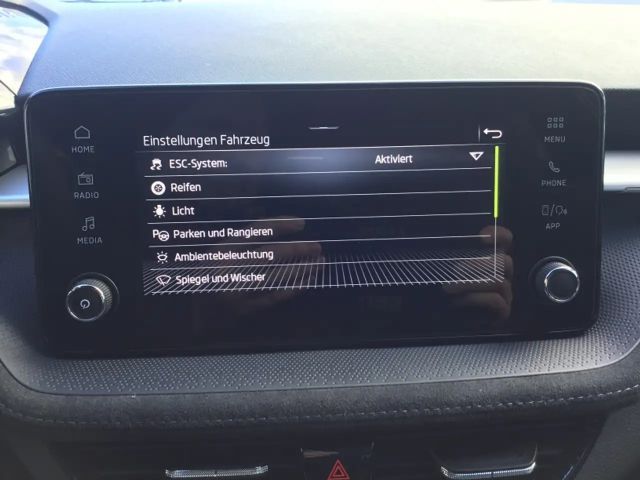 Einstellungen Fahrzeug
ESC-System: Aktiviert
Reifen
Licht
Parken und Rangieren
Ambientebeleuchtung
Spiegel und Wischer
HOME
RADIO
MEDIA
MENU
PHONE
APP